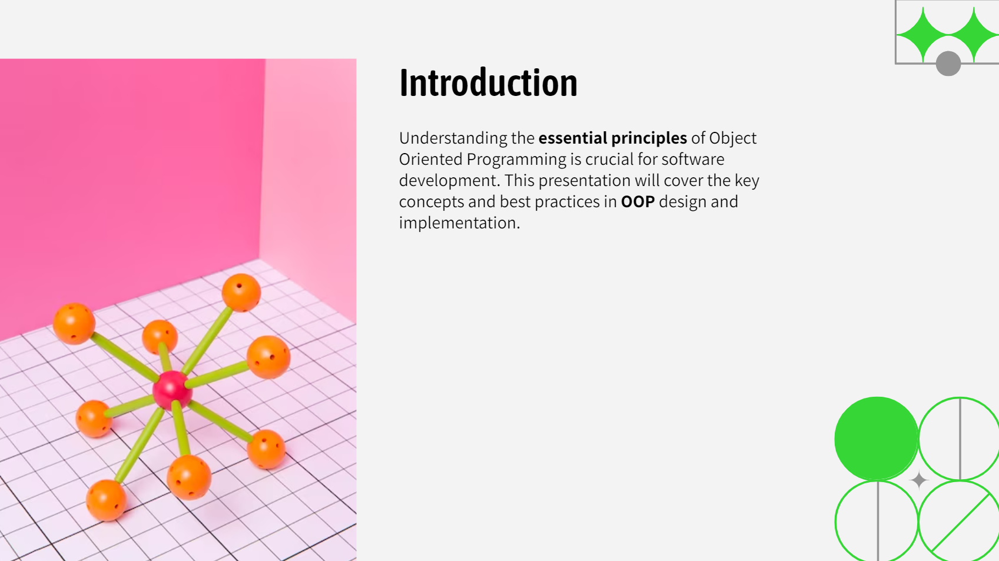 Introduction
Understanding the essential principles of Object
Oriented Programming is crucial for software
development. This presentation will cover the key
concepts and best practices in OOP design and
implementation.